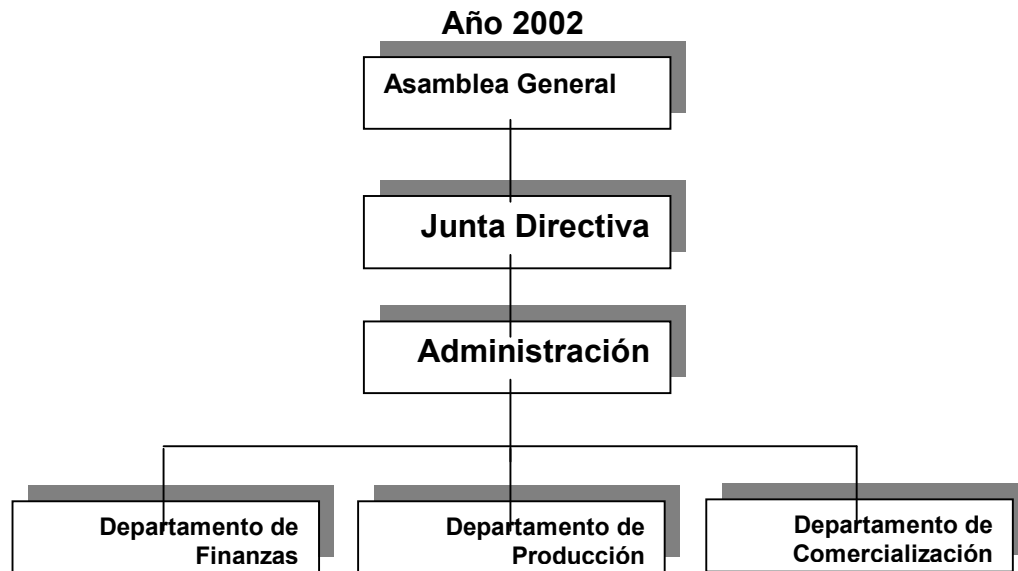 Año 2002
Asamblea General
Junta Directiva
Administración
Departamento de
Finanzas
Departamento de
Producción
Departamento de
Comercialización